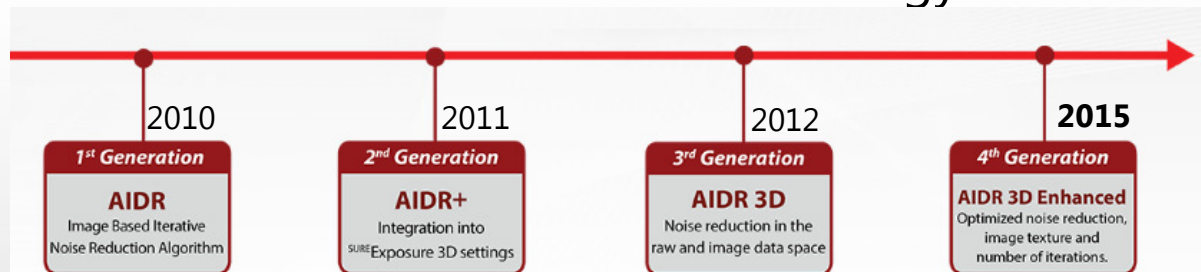 2010
1st Generation
AIDR
Image Based Iterative
Noise Reduction Algorithm
2011
2nd Generation
AIDR+
Integration into
SUREExposure 3D settings
2012
3rd Generation
AIDR 3D
Noise reduction in the
raw and image data space
2015
4th Generation
AIDR 3D Enhanced
Optimized noise reduction,
image texture and
number of iterations.